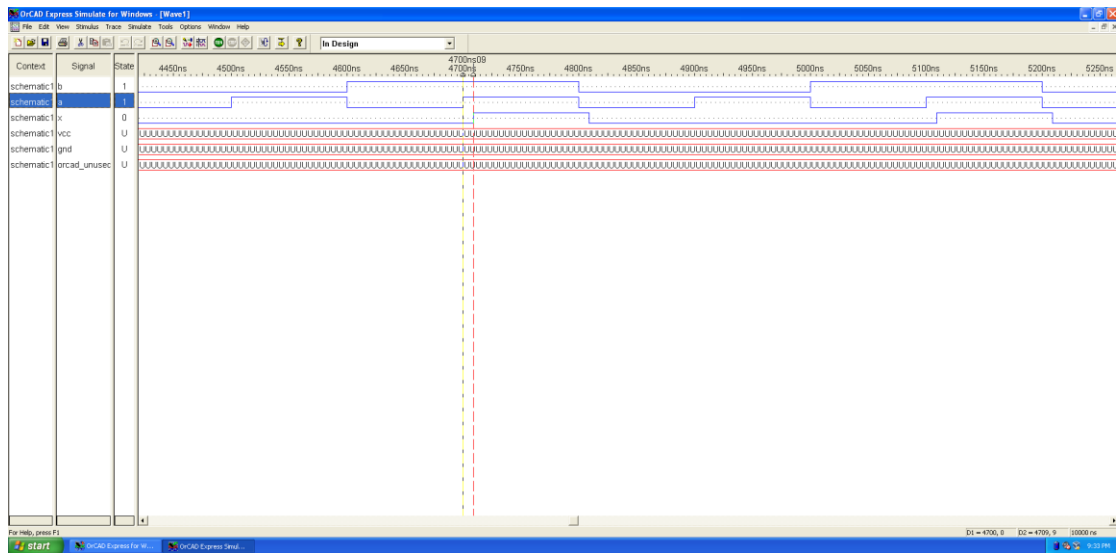 OrCAD Express Simulate for Windows - [Wave1]
File Edit View Stimulus Trace Simulate Tools Options Window Help
In Design
4700ns09
Context Signal State 4450ns 4500ns 4550ns 4600ns 4650ns 4700ns 4750ns 4800ns 4850ns 4900ns 4950ns 5000ns 5050ns 5100ns 5150ns 5200ns 5250ns
schematic1 b 1
schematic1 a 1
schematic1 x 0
schematic1 vcc U
schematic1 gnd U
schematic1 orcad_unused U
For Help, press F1 D1 = 4700, 0 D2 = 4709, 9 10000 ns
start OrCAD Express for W... OrCAD Express Simul... 9:33 PM